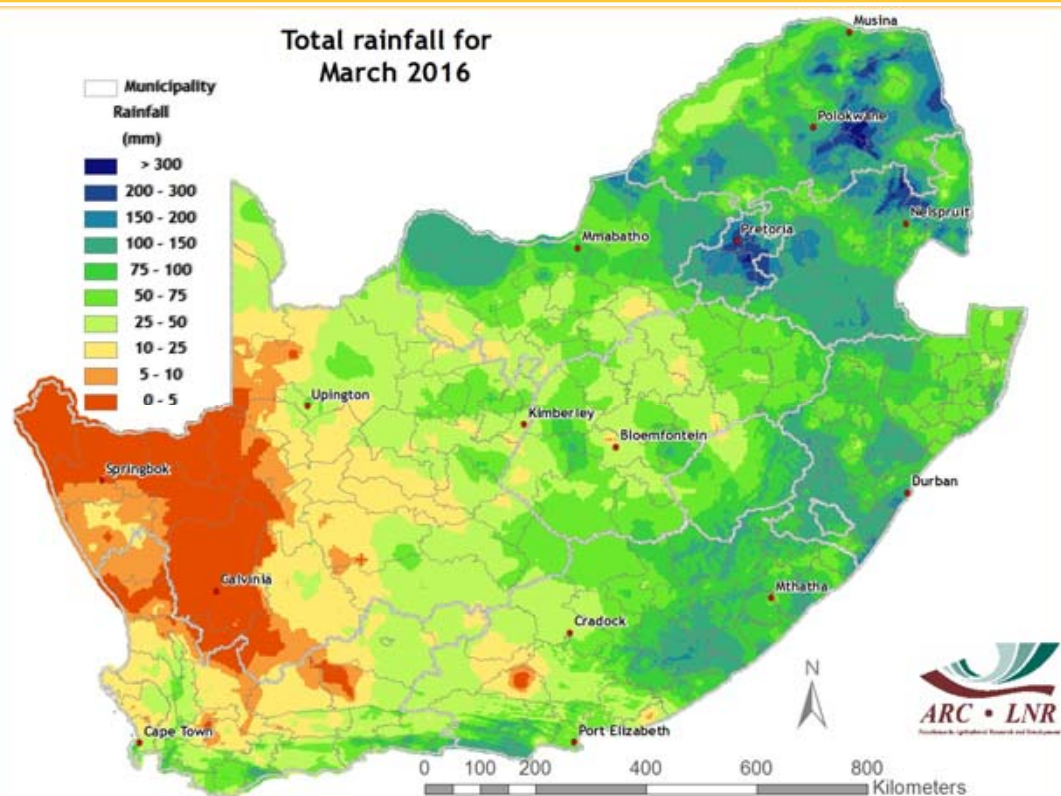 Total rainfall for
March 2016
Municipality
Rainfall
(mm)
> 300
200 - 300
150 - 200
100 - 150
75 - 100
50 - 75
25 - 50
10 - 25
5 - 10
0 - 5
Musina
Polokwane
Nelspruit
Pretoria
Mmabatho
Upington
Kimberley
Bloemfontein
Springbok
Durban
Calvinia
Mthatha
Cradock
Cape Town
Port Elizabeth
N
ARC • LNR
0 100 200 400 600 800
Kilometers